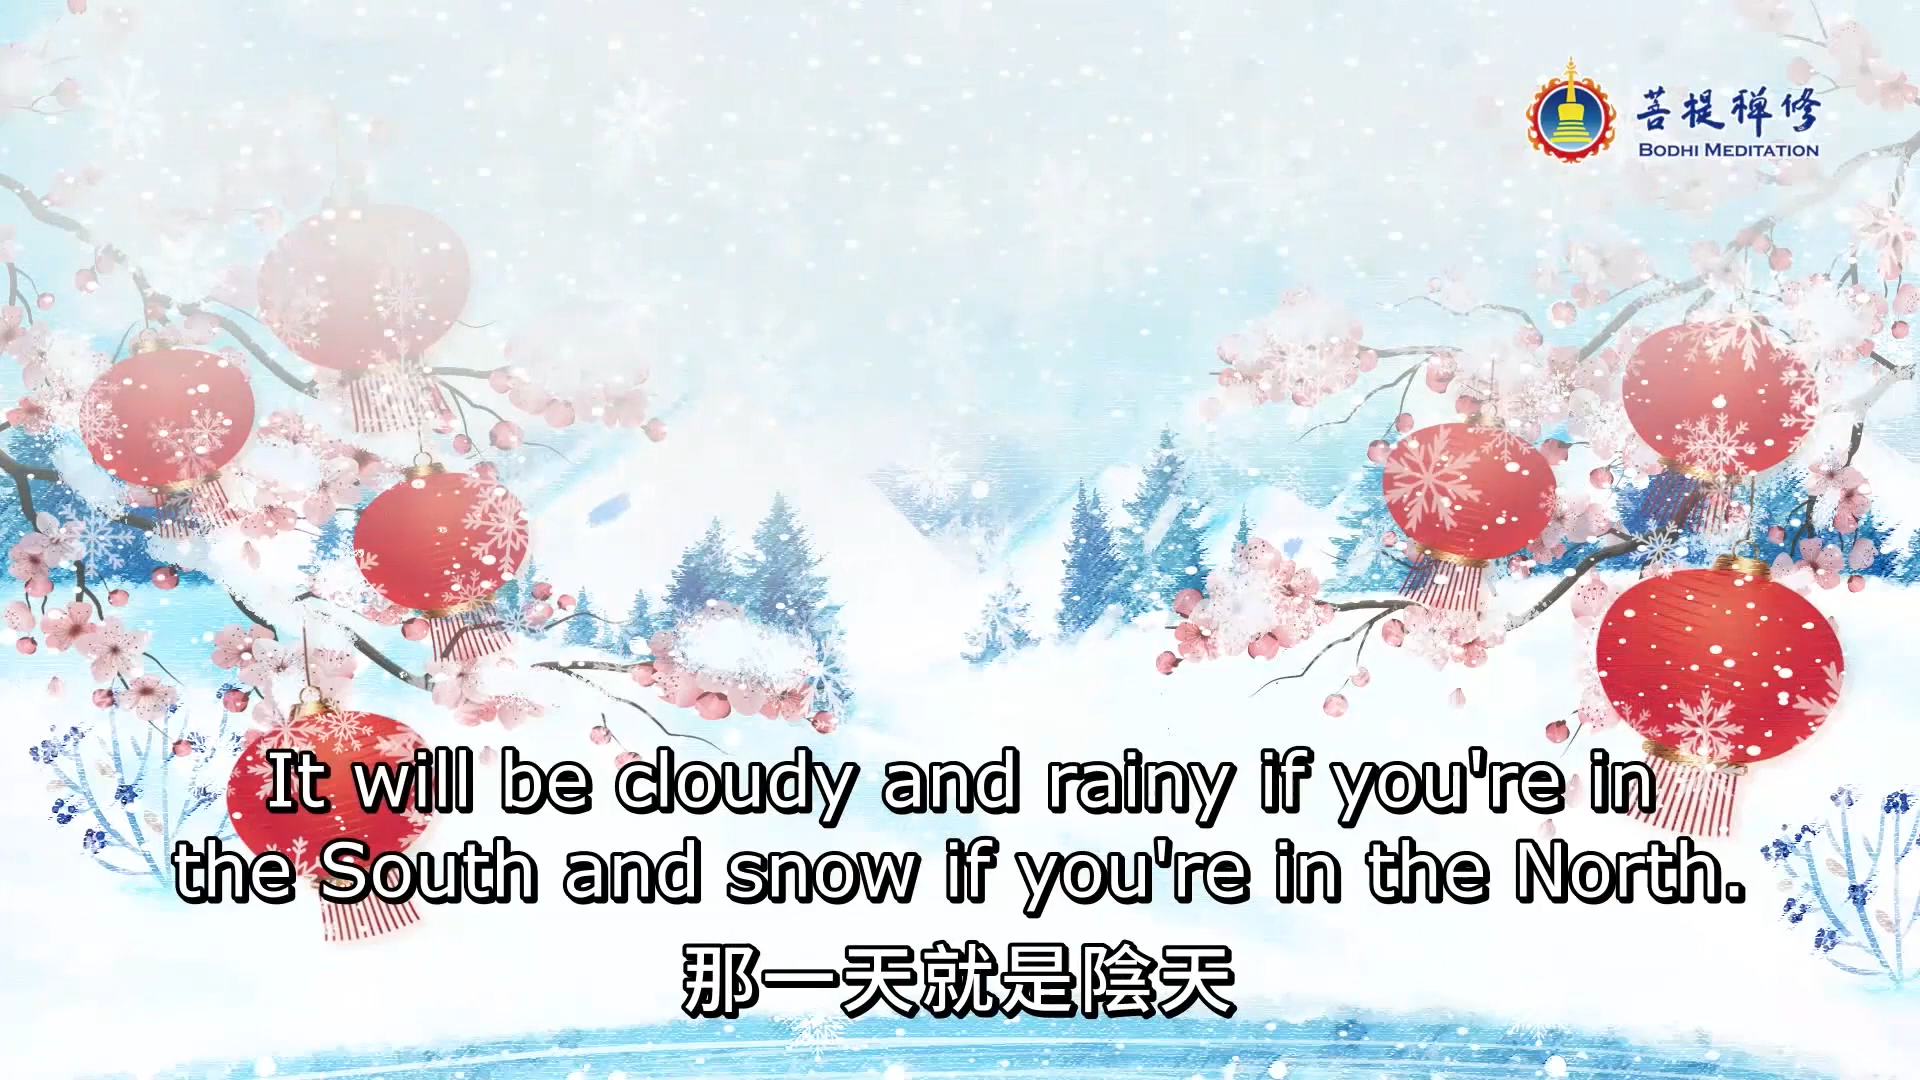 菩提禪修
BODHI MEDITATION
It will be cloudy and rainy if you're in
the South and snow if you're in the North.
那一天就是陰天